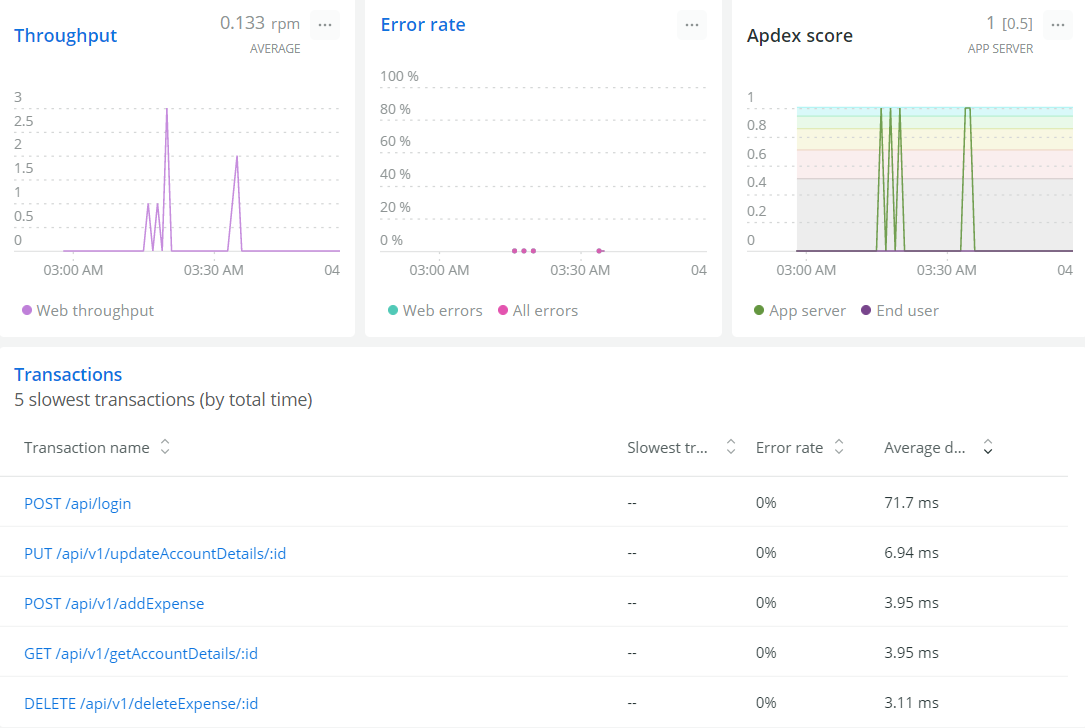 Throughput
0.133 rpm
AVERAGE
...
3
2.5
2
1.5
1
0.5
0
03:00 AM 03:30 AM 04
Web throughput
Error rate
...
100 %
80 %
60 %
40 %
20 %
0 %
03:00 AM 03:30 AM 04
Web errors All errors
Apdex score
1 [0.5]
APP SERVER
...
1
0.8
0.6
0.4
0.2
0
03:00 AM 03:30 AM 04
App server End user
Transactions
5 slowest transactions (by total time)
Transaction name Slowest tr... Error rate Average d...
POST /api/login -- 0% 71.7 ms
PUT /api/v1/updateAccountDetails/:id -- 0% 6.94 ms
POST /api/v1/addExpense -- 0% 3.95 ms
GET /api/v1/getAccountDetails/:id -- 0% 3.95 ms
DELETE /api/v1/deleteExpense/:id -- 0% 3.11 ms